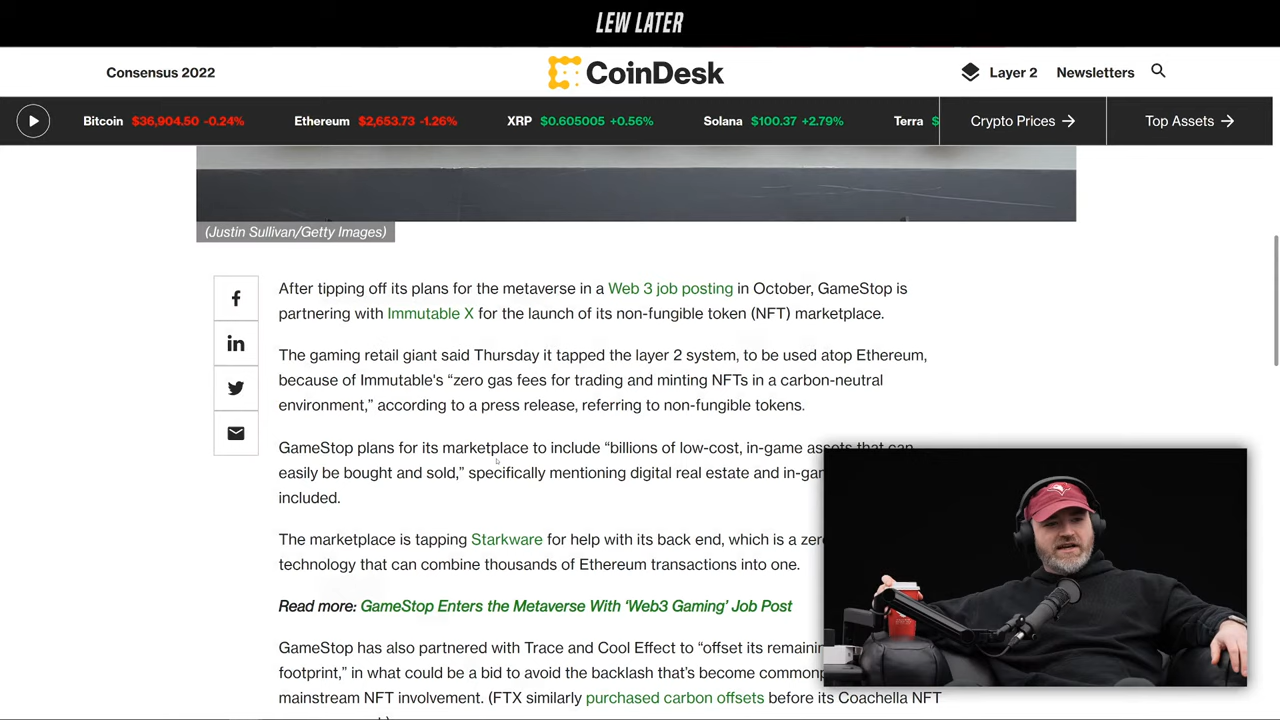 LEW LATER
Consensus 2022
CoinDesk
Layer 2
Newsletters
Bitcoin $36,904.50 -0.24%
Ethereum $2,653.73 -1.26%
XRP $0.605005 +0.56%
Solana $100.37 +2.79%
Terra $
Crypto Prices →
Top Assets →
(Justin Sullivan/Getty Images)
After tipping off its plans for the metaverse in a Web 3 job posting in October, GameStop is
partnering with Immutable X for the launch of its non-fungible token (NFT) marketplace.
The gaming retail giant said Thursday it tapped the layer 2 system, to be used atop Ethereum,
because of Immutable's “zero gas fees for trading and minting NFTs in a carbon-neutral
environment,” according to a press release, referring to non-fungible tokens.
GameStop plans for its marketplace to include “billions of low-cost, in-game assets that can
easily be bought and sold,” specifically mentioning digital real estate and
included.
The marketplace is tapping Starkware for help with its back end, which is a
technology that can combine thousands of Ethereum transactions into one.
Read more: GameStop Enters the Metaverse With ‘Web3 Gaming’ Job Post
GameStop has also partnered with Trace and Cool Effect to “offset its
footprint,” in what could be a bid to avoid the backlash that’s become
mainstream NFT involvement. (FTX similarly purchased carbon offsets before its Coachella NFT